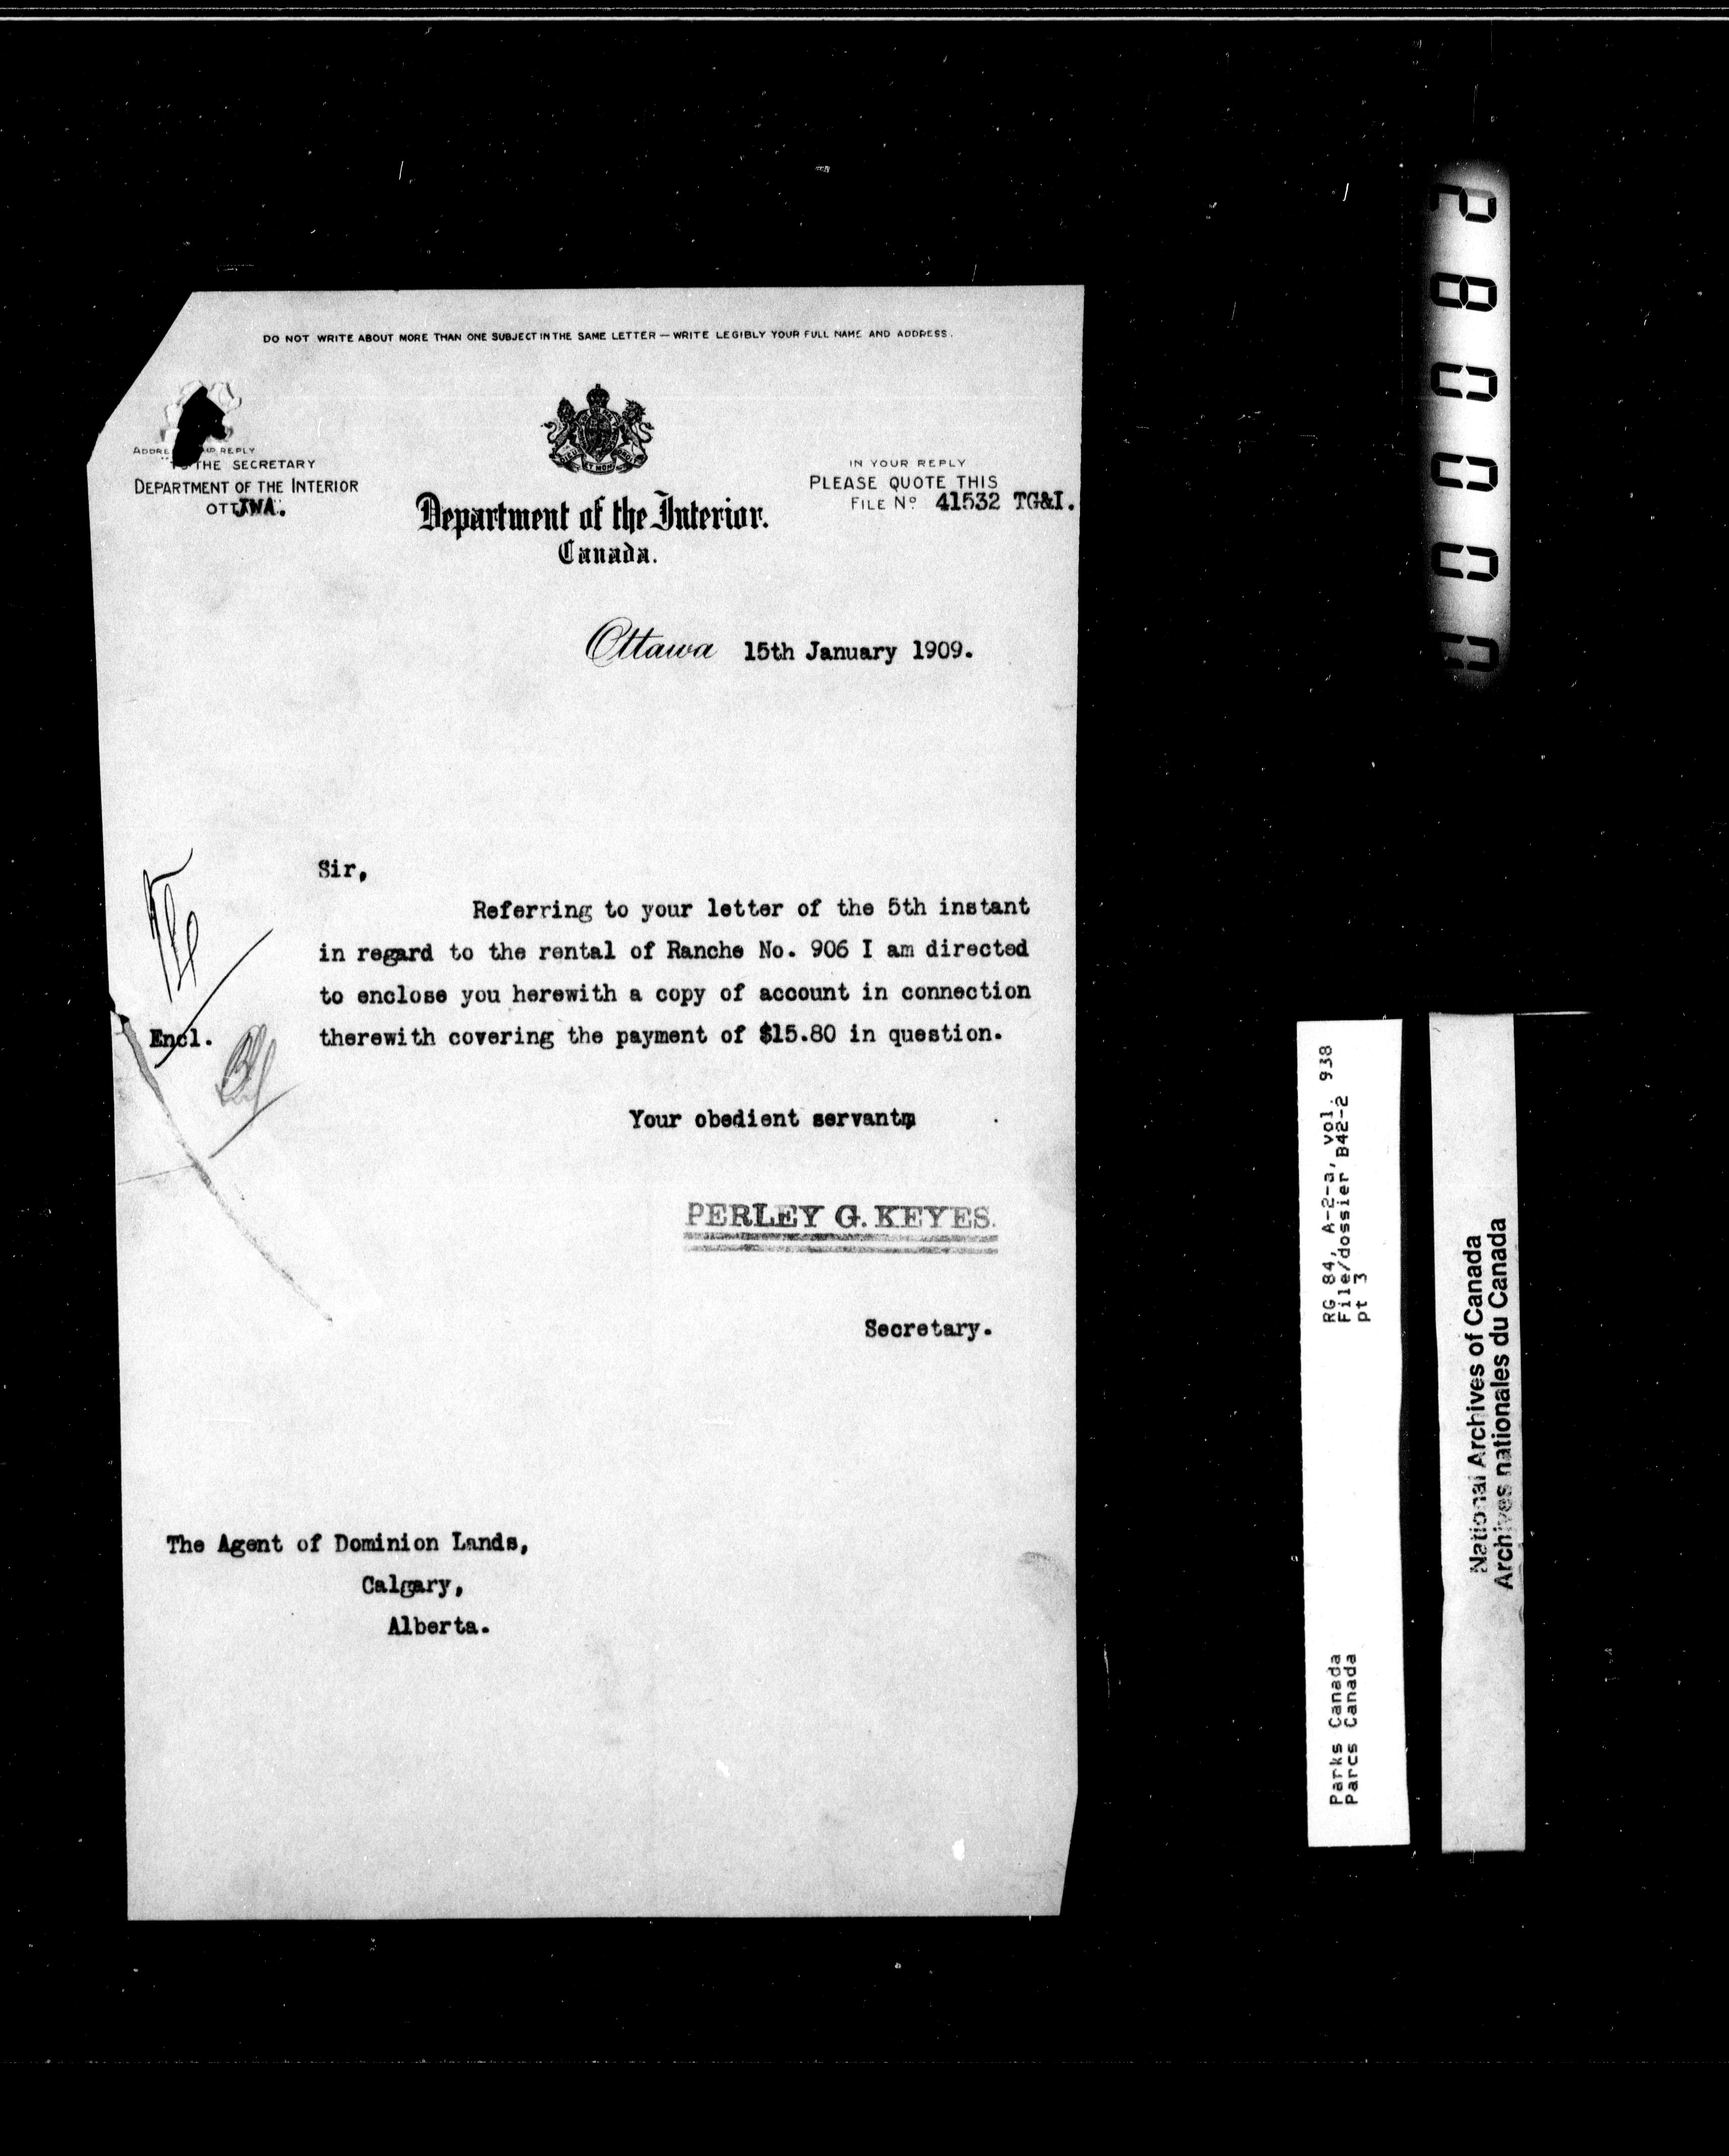 DO NOT WRITE ABOUT MORE THAN ONE SUBJECT IN THE SAME LETTER — WRITE LEGIBLY YOUR FULL NAME AND ADDRESS.
REPLY
THE SECRETARY
DEPARTMENT OF THE INTERIOR
JWA.
IN YOUR REPLY
PLEASE QUOTE THIS
FILE No 41532 TG&I.
Department of the Interior.
Canada.
Ottawa 15th January 1909.
Sir,
Referring to your letter of the 5th instant
in regard to the rental of Ranche No. 906 I am directed
to enclose you herewith a copy of account in connection
Encl. therewith covering the payment of $15.80 in question.
Your obedient servant
PERLEY G. KEYES.
Secretary.
The Agent of Dominion Lands,
Calgary,
Alberta.
000082
RG 84, A-2-a, vol. 938
File/dossier B42-2
pt 3
Parks Canada
Parcs Canada
National Archives of Canada
Archives nationales du Canada